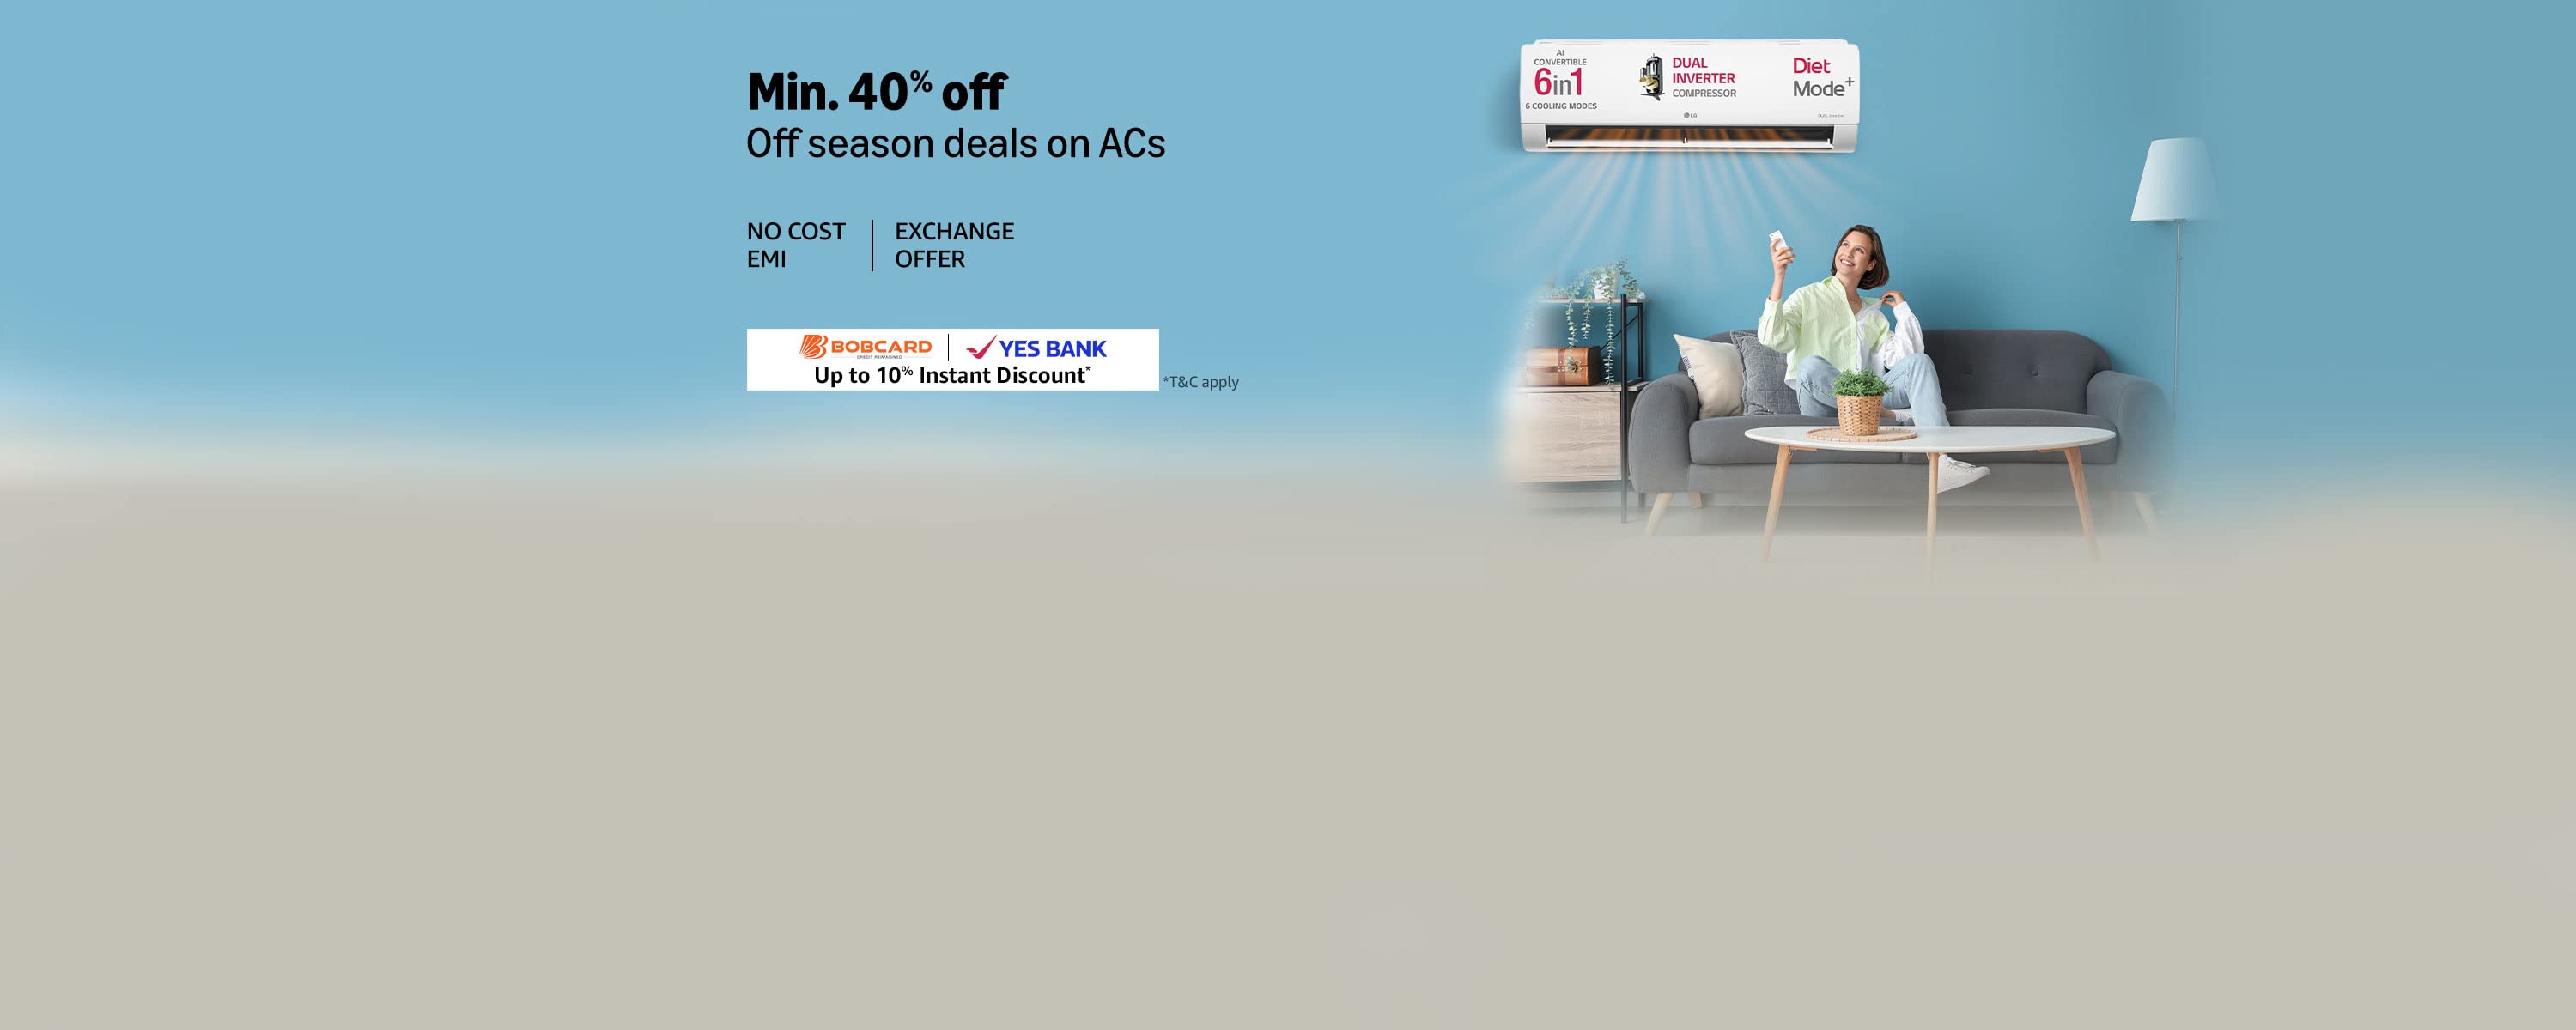 Min. 40% off
Off season deals on ACs
NO COST
EMI
EXCHANGE
OFFER
BOBCARD
CREDIT REIMAGINED
YES BANK
Up to 10% Instant Discount*
*T&C apply
AI
CONVERTIBLE
6in1
6 COOLING MODES
DUAL
INVERTER
COMPRESSOR
Diet
Mode+
LG
DUAL Inverter